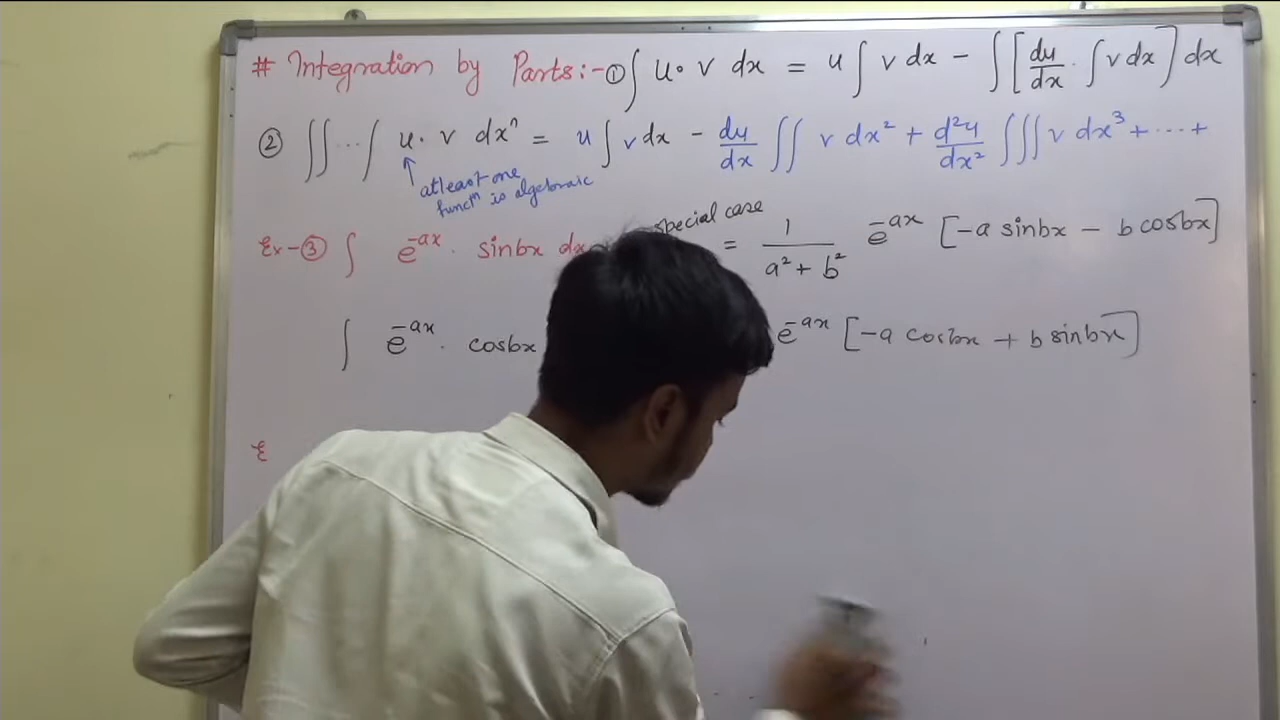 # Integration by Parts:- ① ∫ u· v dx = u ∫ v dx - ∫ [du/dx . ∫ v dx] dx
② ∫∫ ... ∫ u. v dxⁿ = u ∫ v dx - du/dx ∫∫ v dx² + d²u/dx² ∫∫∫ v dx³ + ... +
↑ atleast one
functⁿ is algebraic
special case
Ex-③ ∫ e^-ax . sinbx dx = 1/(a² + b²) e^-ax [-a sinbx - b cosbx]
∫ e^-ax . cosbx e^-ax [-a cosbx + b sinbx]
E